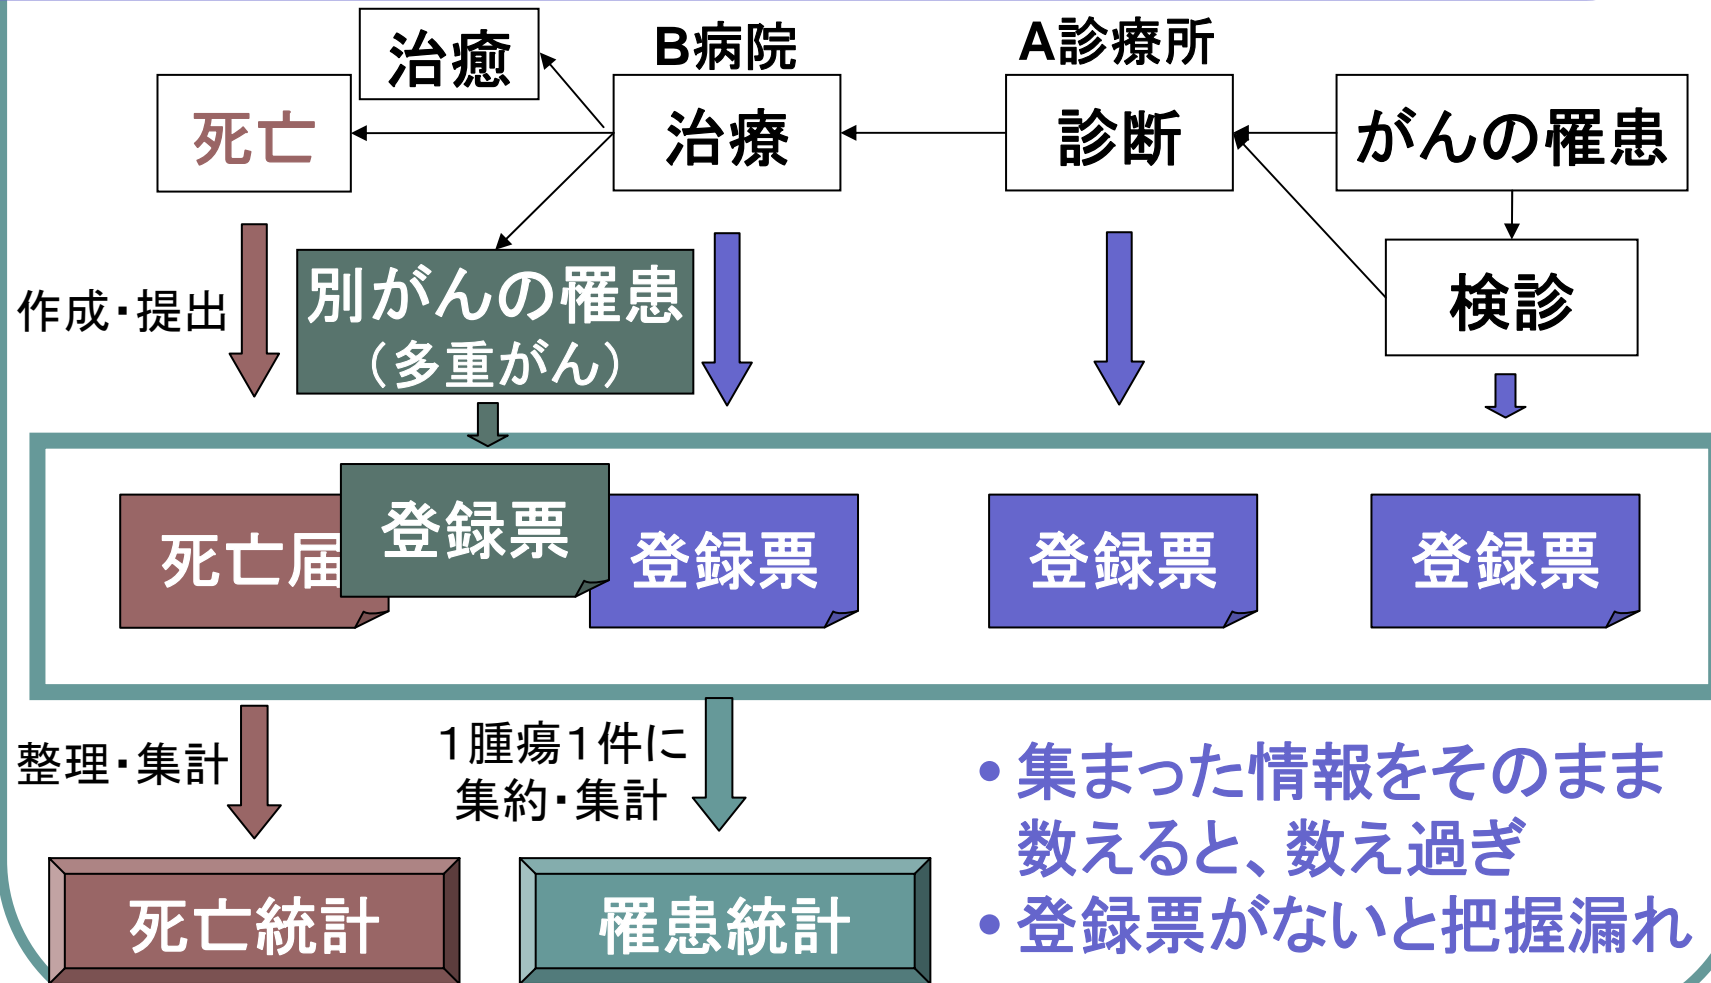 治癒
B病院
A診療所
死亡
治療
診断
がんの罹患
別がんの罹患
（多重がん）
検診
作成・提出
死亡届
登録票
登録票
登録票
登録票
整理・集計
1腫瘍1件に
集約・集計
• 集まった情報をそのまま
数えると、数え過ぎ
• 登録票がないと把握漏れ
死亡統計
罹患統計